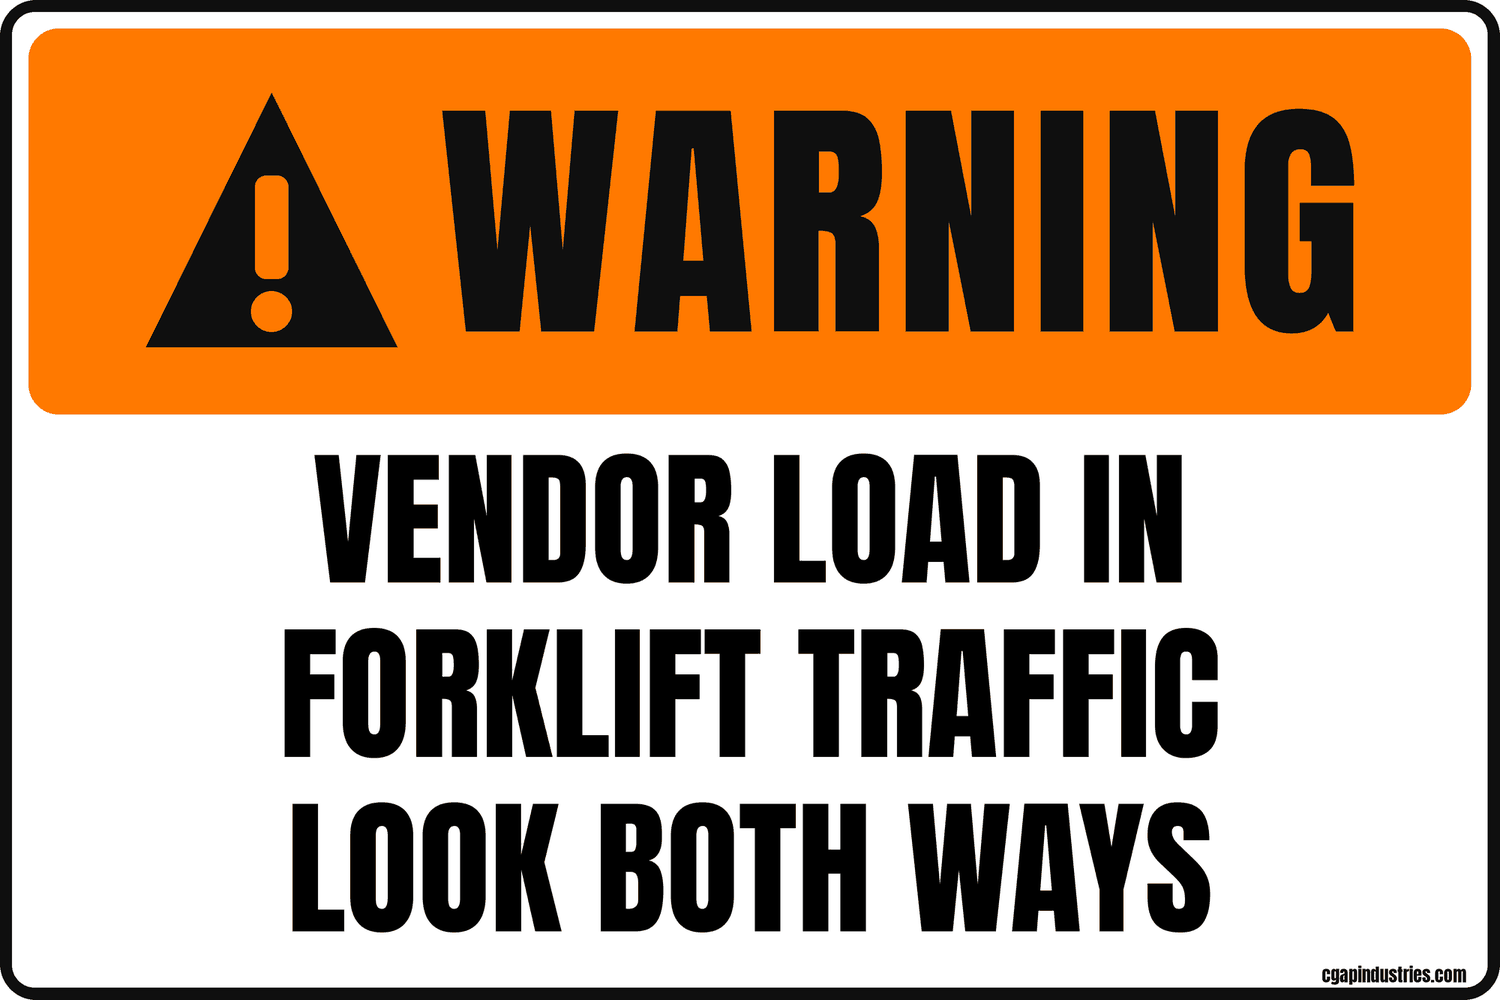 WARNING
VENDOR LOAD IN
FORKLIFT TRAFFIC
LOOK BOTH WAYS
cgapindustries.com